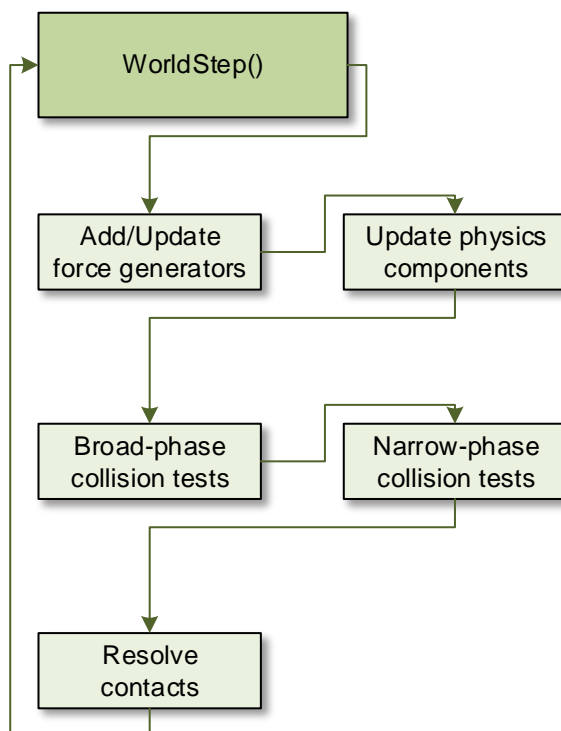 WorldStep()
Add/Update
force generators
Update physics
components
Broad-phase
collision tests
Narrow-phase
collision tests
Resolve
contacts